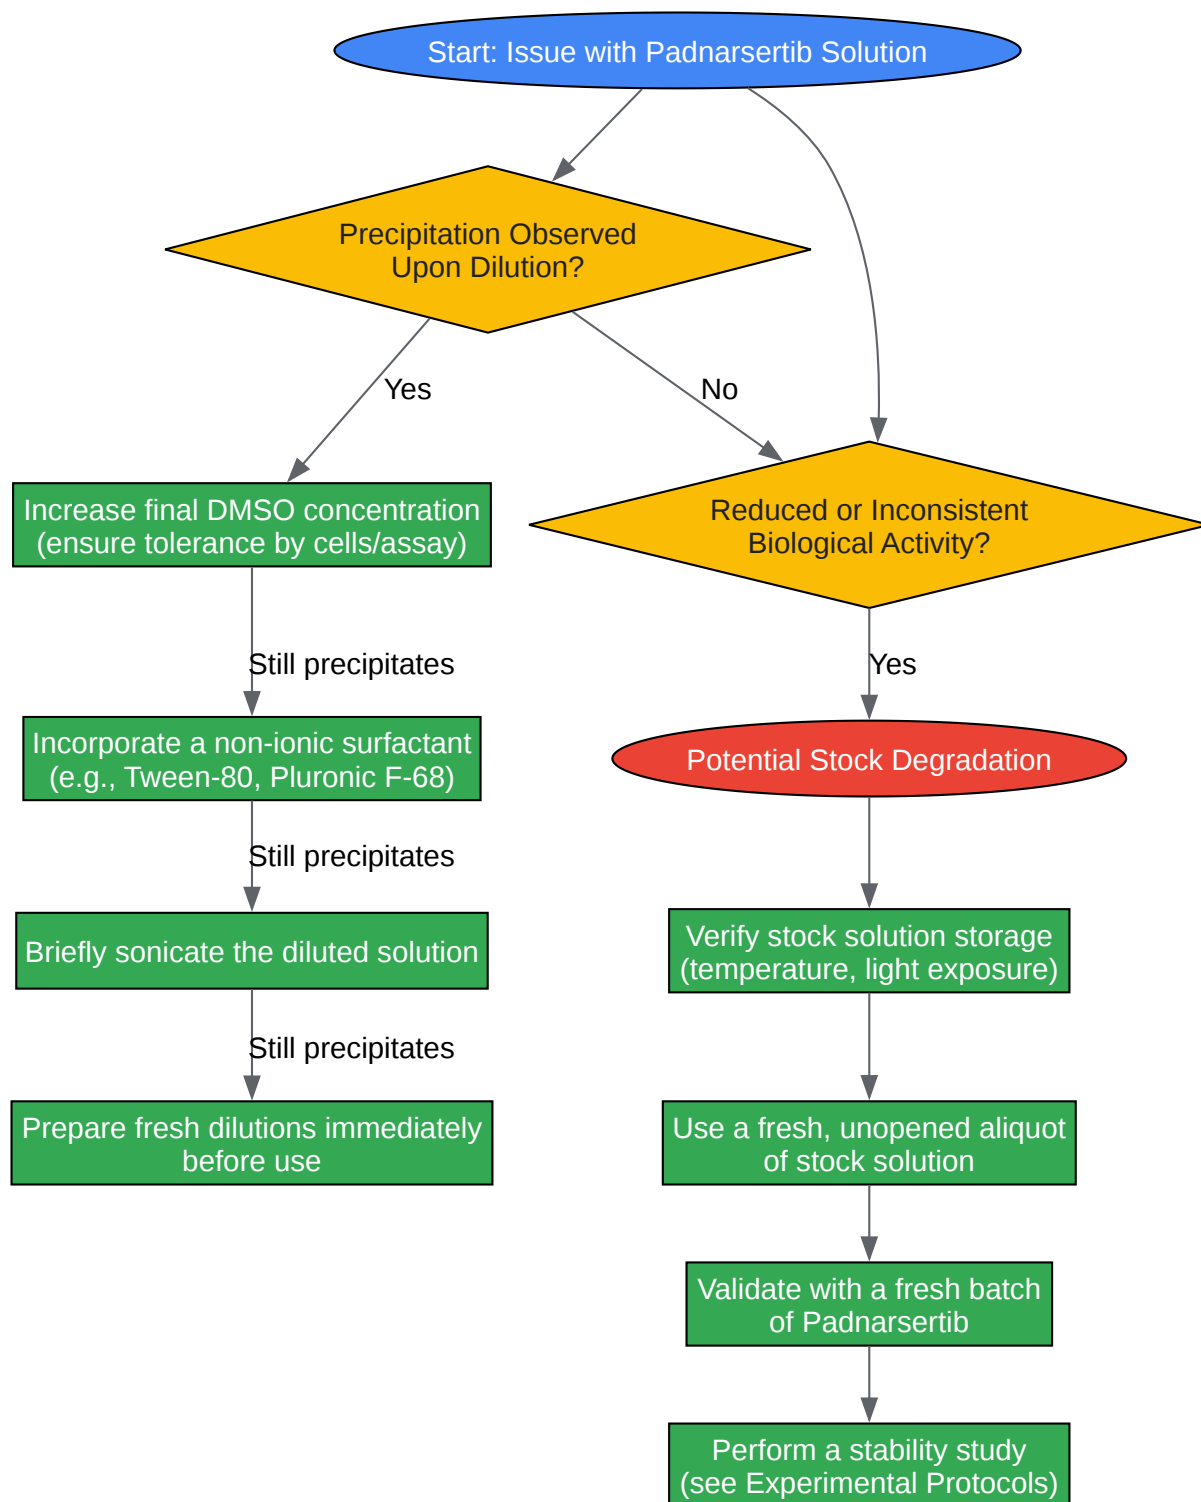 Start: Issue with Padnarsertib Solution
Precipitation Observed
Upon Dilution?
Yes
No
Increase final DMSO concentration
(ensure tolerance by cells/assay)
Reduced or Inconsistent
Biological Activity?
Still precipitates
Yes
Incorporate a non-ionic surfactant
(e.g., Tween-80, Pluronic F-68)
Potential Stock Degradation
Still precipitates
Briefly sonicate the diluted solution
Verify stock solution storage
(temperature, light exposure)
Still precipitates
Prepare fresh dilutions immediately
before use
Use a fresh, unopened aliquot
of stock solution
Validate with a fresh batch
of Padnarsertib
Perform a stability study
(see Experimental Protocols)